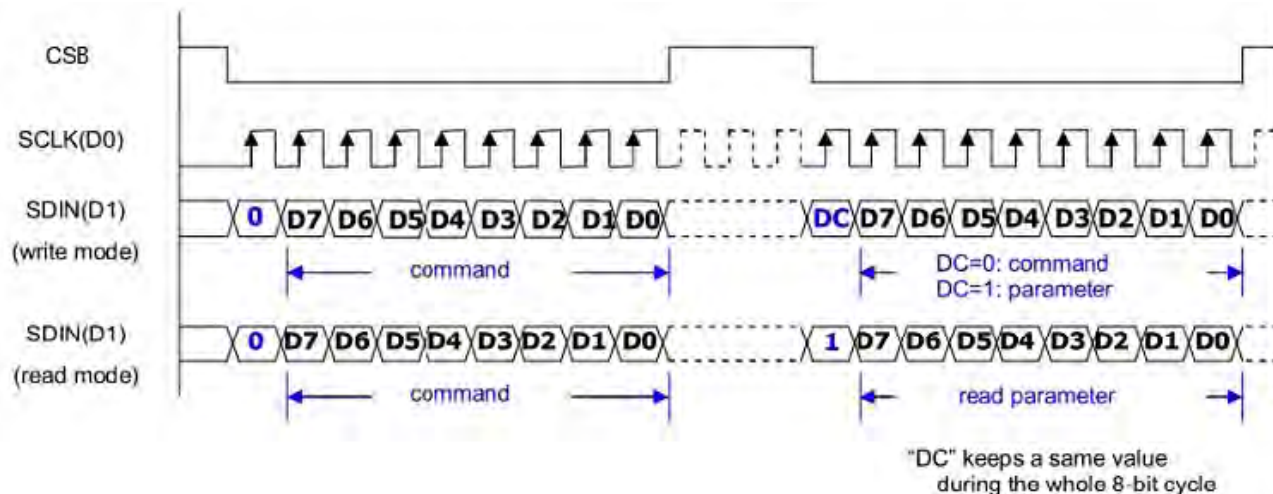 CSB
SCLK(D0)
SDIN(D1) 0 D7 D6 D5 D4 D3 D2 D1 D0 DC D7 D6 D5 D4 D3 D2 D1 D0
(write mode)
command
DC=0: command
DC=1: parameter
SDIN(D1) 0 D7 D6 D5 D4 D3 D2 D1 D0 1 D7 D6 D5 D4 D3 D2 D1 D0
(read mode)
command read parameter
"DC" keeps a same value
during the whole 8-bit cycle